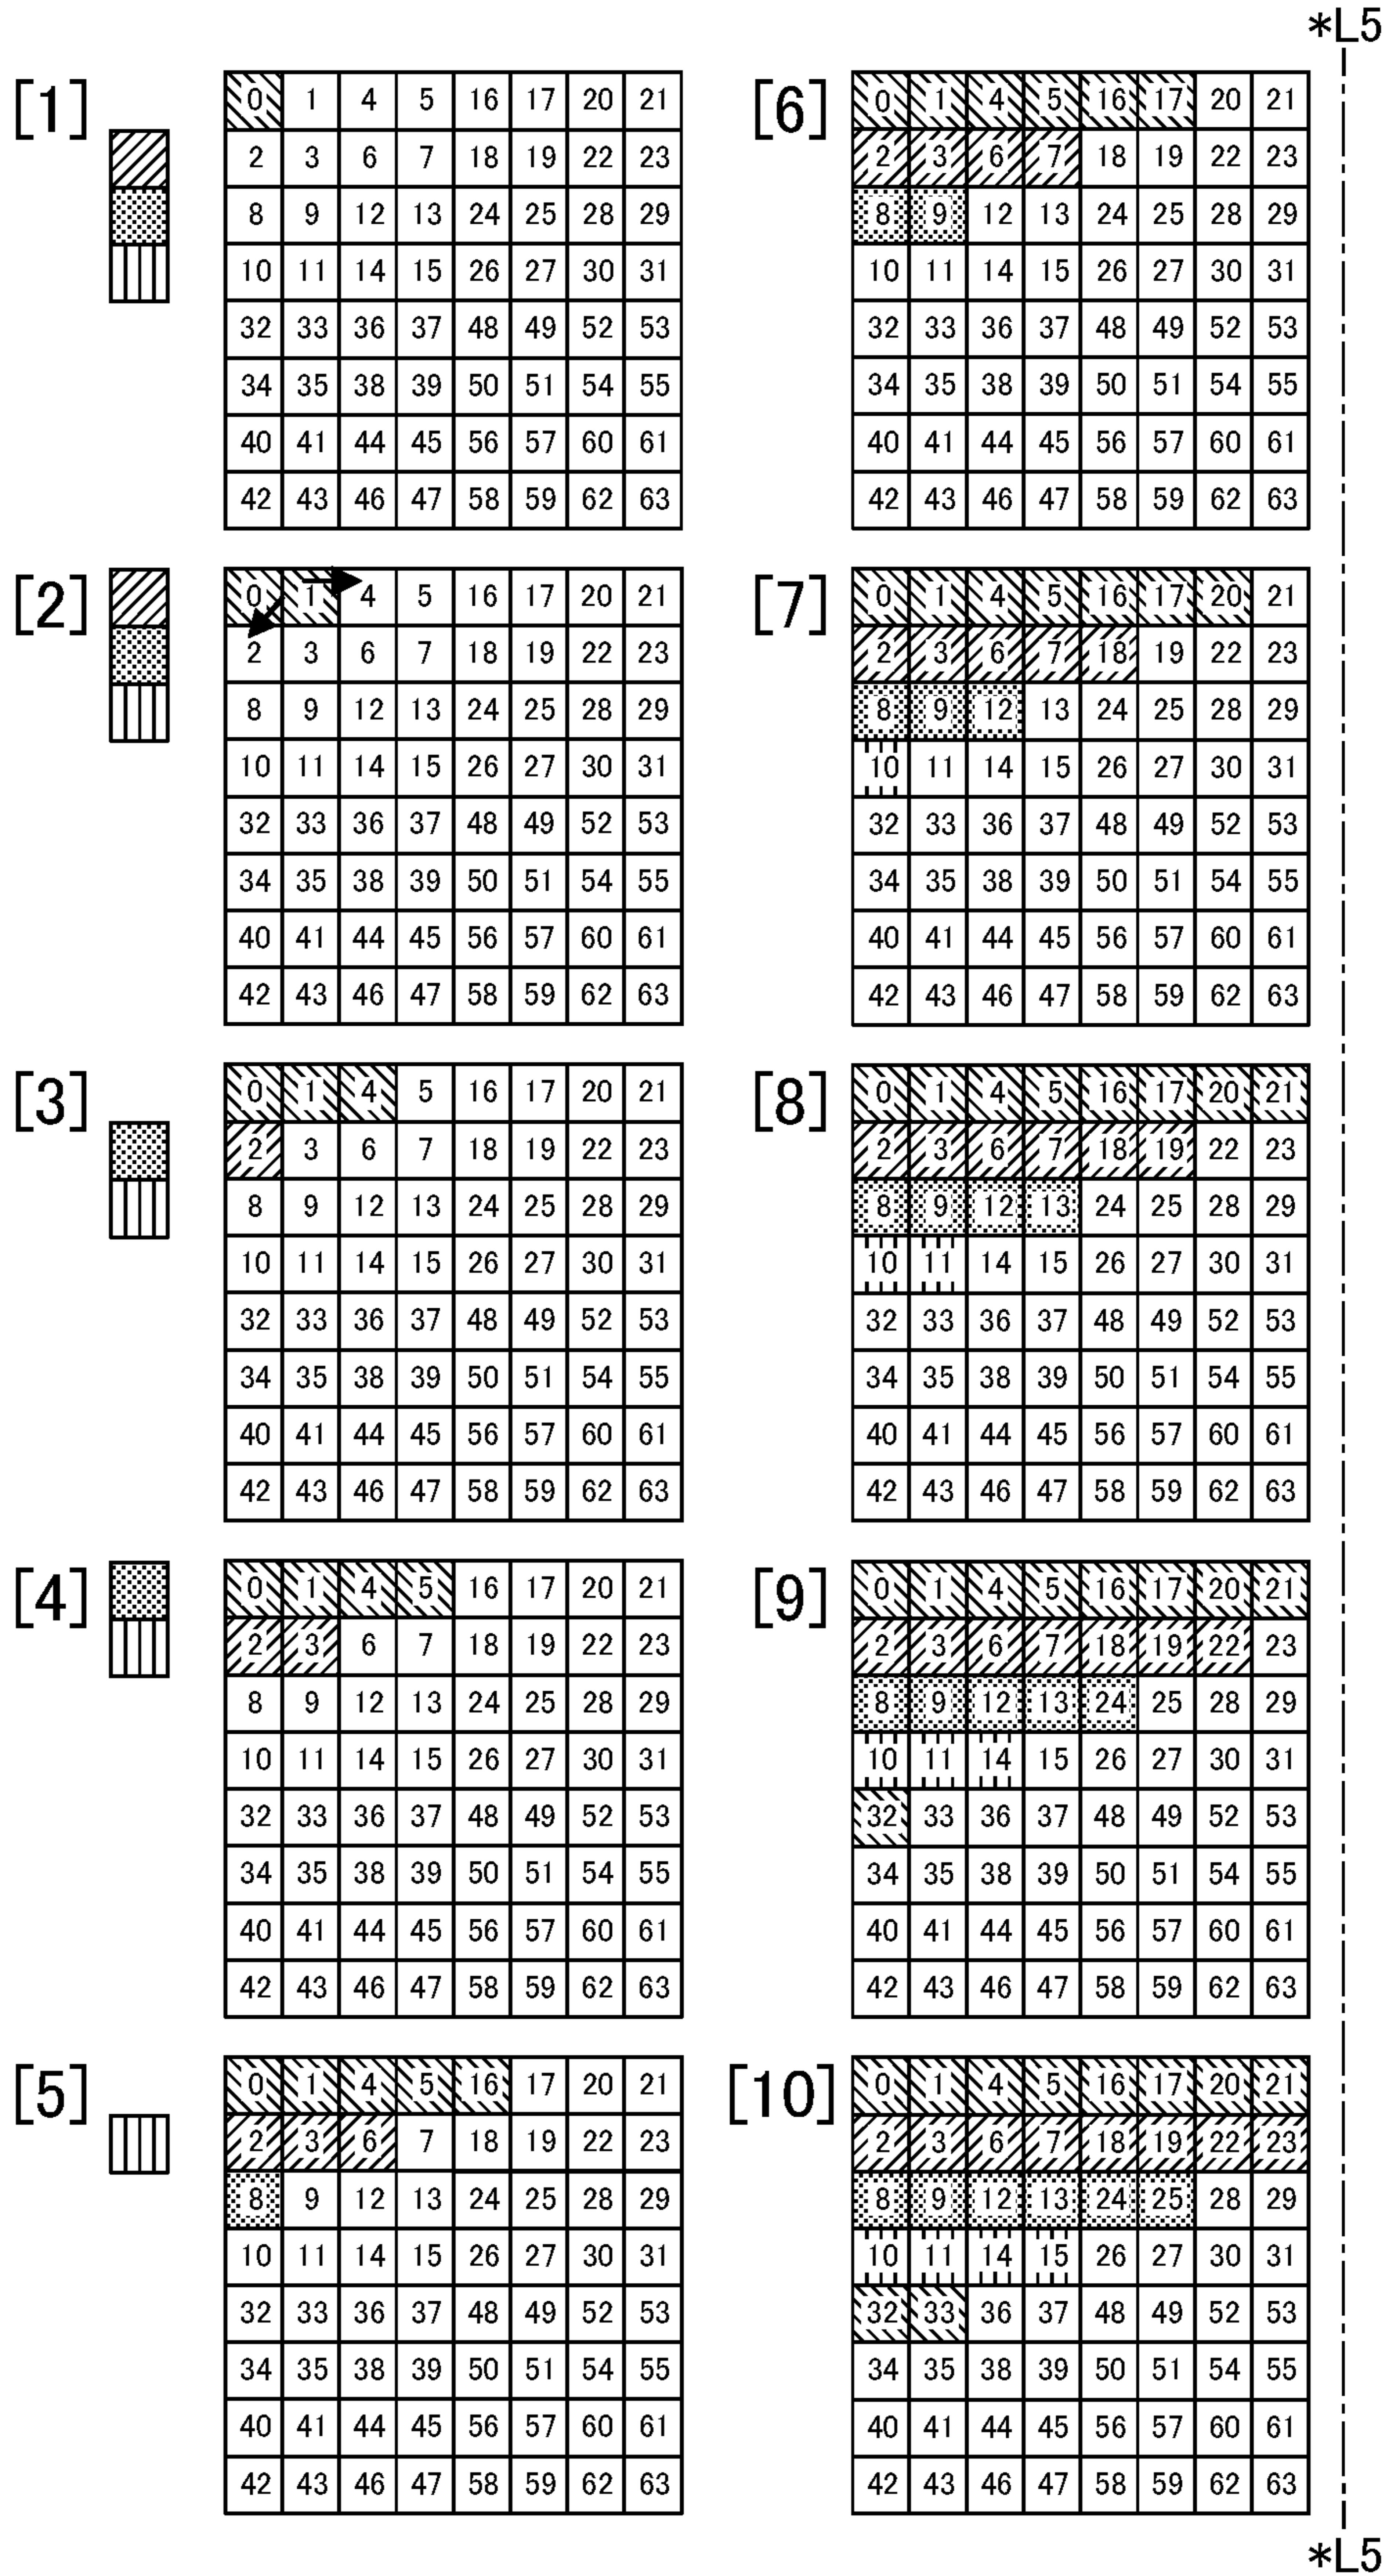 *L5
[1]
0 1 4 5 16 17 20 21
2 3 6 7 18 19 22 23
8 9 12 13 24 25 28 29
10 11 14 15 26 27 30 31
32 33 36 37 48 49 52 53
34 35 38 39 50 51 54 55
40 41 44 45 56 57 60 61
42 43 46 47 58 59 62 63
[2]
0 1 4 5 16 17 20 21
2 3 6 7 18 19 22 23
8 9 12 13 24 25 28 29
10 11 14 15 26 27 30 31
32 33 36 37 48 49 52 53
34 35 38 39 50 51 54 55
40 41 44 45 56 57 60 61
42 43 46 47 58 59 62 63
[3]
0 1 4 5 16 17 20 21
2 3 6 7 18 19 22 23
8 9 12 13 24 25 28 29
10 11 14 15 26 27 30 31
32 33 36 37 48 49 52 53
34 35 38 39 50 51 54 55
40 41 44 45 56 57 60 61
42 43 46 47 58 59 62 63
[4]
0 1 4 5 16 17 20 21
2 3 6 7 18 19 22 23
8 9 12 13 24 25 28 29
10 11 14 15 26 27 30 31
32 33 36 37 48 49 52 53
34 35 38 39 50 51 54 55
40 41 44 45 56 57 60 61
42 43 46 47 58 59 62 63
[5]
0 1 4 5 16 17 20 21
2 3 6 7 18 19 22 23
8 9 12 13 24 25 28 29
10 11 14 15 26 27 30 31
32 33 36 37 48 49 52 53
34 35 38 39 50 51 54 55
40 41 44 45 56 57 60 61
42 43 46 47 58 59 62 63
[6]
0 1 4 5 16 17 20 21
2 3 6 7 18 19 22 23
8 9 12 13 24 25 28 29
10 11 14 15 26 27 30 31
32 33 36 37 48 49 52 53
34 35 38 39 50 51 54 55
40 41 44 45 56 57 60 61
42 43 46 47 58 59 62 63
[7]
0 1 4 5 16 17 20 21
2 3 6 7 18 19 22 23
8 9 12 13 24 25 28 29
10 11 14 15 26 27 30 31
32 33 36 37 48 49 52 53
34 35 38 39 50 51 54 55
40 41 44 45 56 57 60 61
42 43 46 47 58 59 62 63
[8]
0 1 4 5 16 17 20 21
2 3 6 7 18 19 22 23
8 9 12 13 24 25 28 29
10 11 14 15 26 27 30 31
32 33 36 37 48 49 52 53
34 35 38 39 50 51 54 55
40 41 44 45 56 57 60 61
42 43 46 47 58 59 62 63
[9]
0 1 4 5 16 17 20 21
2 3 6 7 18 19 22 23
8 9 12 13 24 25 28 29
10 11 14 15 26 27 30 31
32 33 36 37 48 49 52 53
34 35 38 39 50 51 54 55
40 41 44 45 56 57 60 61
42 43 46 47 58 59 62 63
[10]
0 1 4 5 16 17 20 21
2 3 6 7 18 19 22 23
8 9 12 13 24 25 28 29
10 11 14 15 26 27 30 31
32 33 36 37 48 49 52 53
34 35 38 39 50 51 54 55
40 41 44 45 56 57 60 61
42 43 46 47 58 59 62 63
*L5